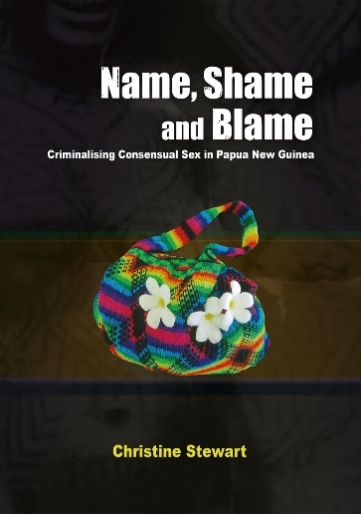 Name, Shame
and Blame
Criminalising Consensual Sex in Papua New Guinea
Christine Stewart